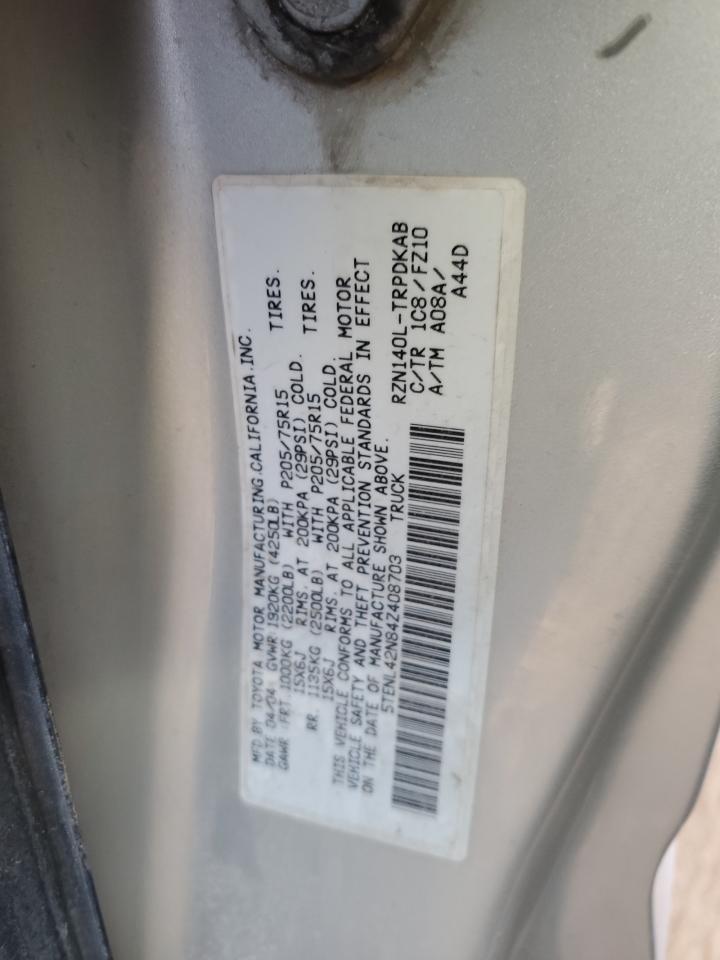 MFD BY TOYOTA MOTOR MANUFACTURING.CALIFORNIA.INC.
DATE 04/04 GVWR 1920KG (4250LB)
GAWR FRT 1000KG (2200LB) WITH P205/75R15 TIRES.
15X6J RIMS. AT 200KPA (29PSI) COLD.
RR. 1135KG (2500LB) WITH P205/75R15 TIRES.
15X6J RIMS. AT 200KPA (29PSI) COLD.
THIS VEHICLE CONFORMS TO ALL APPLICABLE FEDERAL MOTOR
VEHICLE SAFETY AND THEFT PREVENTION STANDARDS IN EFFECT
ON THE DATE OF MANUFACTURE SHOWN ABOVE.
5TENL42N84Z408703 TRUCK
RZN140L-TRPDKAB
C/TR 1C8/FZ10
A/TM A08A/
A44D